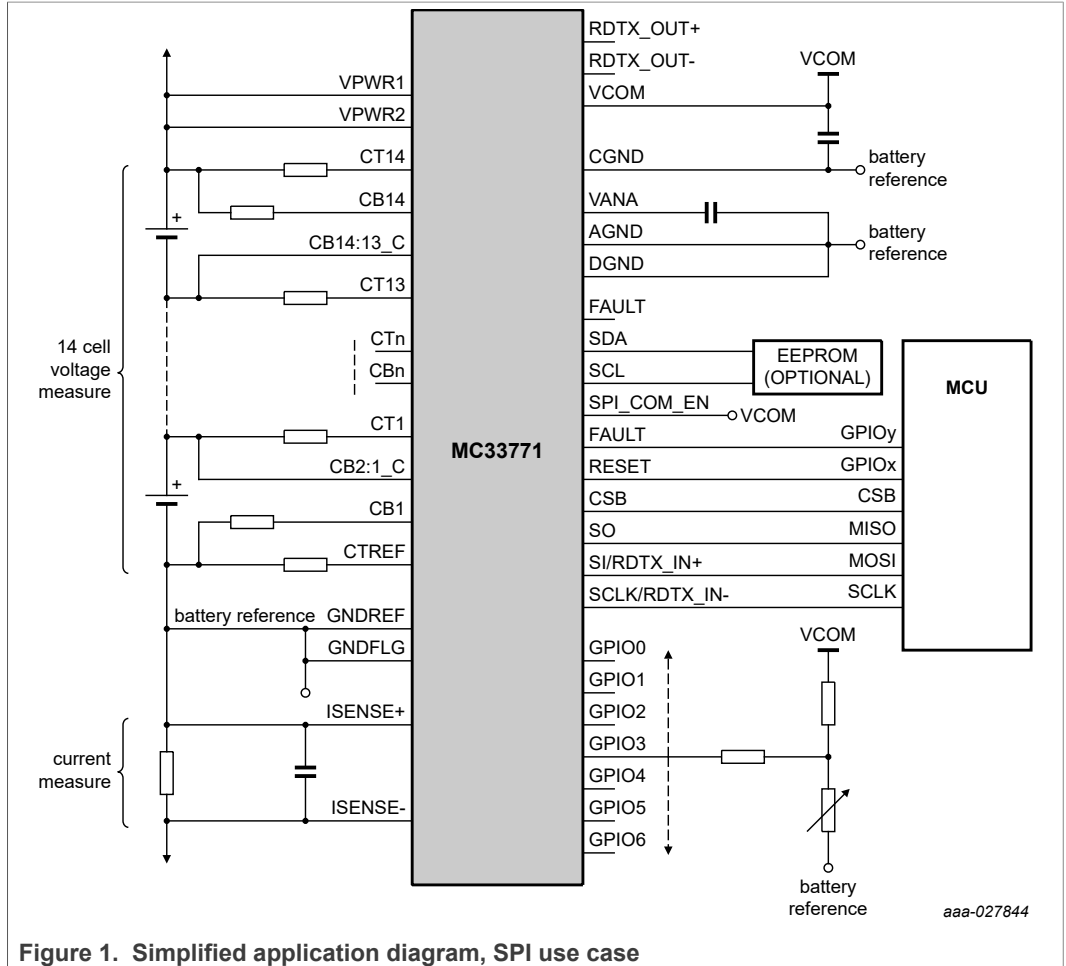 RDTX_OUT+
RDTX_OUT-
VCOM
VCOM
VPWR1
VPWR2
CT14
CGND
battery
reference
CB14
VANA
CB14:13_C
AGND
battery
reference
DGND
CT13
FAULT
14 cell
voltage
measure
CTn
SDA
EEPROM
(OPTIONAL)
MCU
CBn
SCL
SPI_COM_EN
VCOM
CT1
MC33771
FAULT
GPIOy
CB2:1_C
RESET
GPIOx
CSB
CSB
CB1
SO
MISO
CTREF
SI/RDTX_IN+
MOSI
SCLK/RDTX_IN-
SCLK
battery reference
GNDREF
VCOM
GNDFLG
GPIO0
GPIO1
ISENSE+
GPIO2
GPIO3
current
measure
GPIO4
ISENSE-
GPIO5
GPIO6
battery
reference
aaa-027844
Figure 1. Simplified application diagram, SPI use case